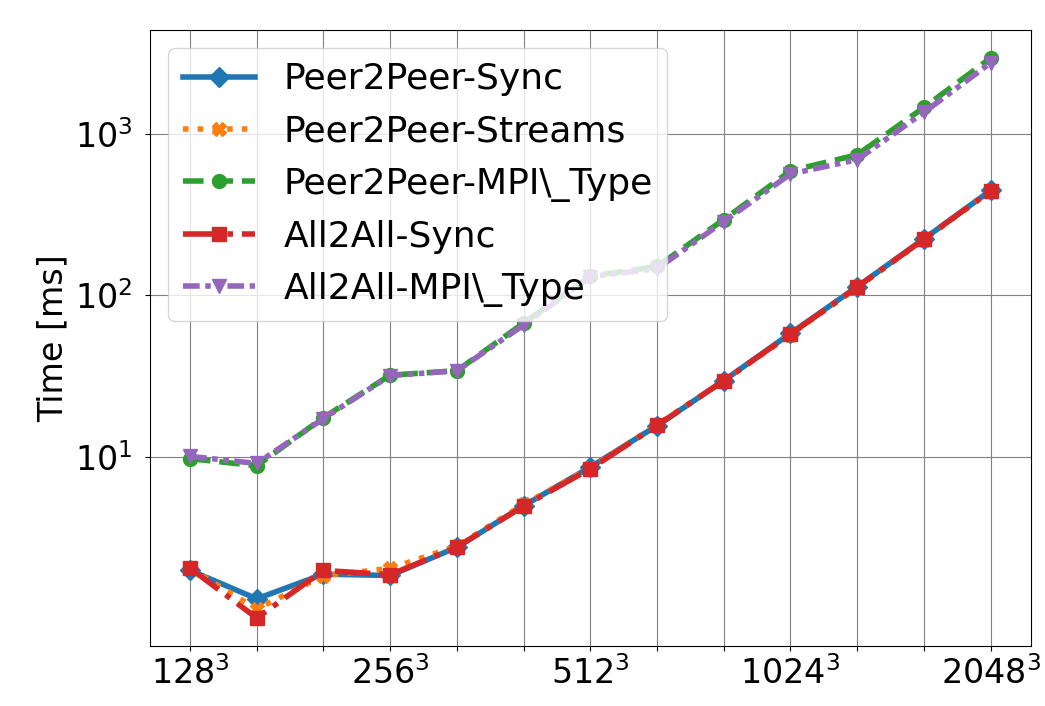 Peer2Peer-Sync
Peer2Peer-Streams
Peer2Peer-MPI\_Type
All2All-Sync
All2All-MPI\_Type
Time [ms]
10³
10²
10¹
128³ 256³ 512³ 1024³ 2048³